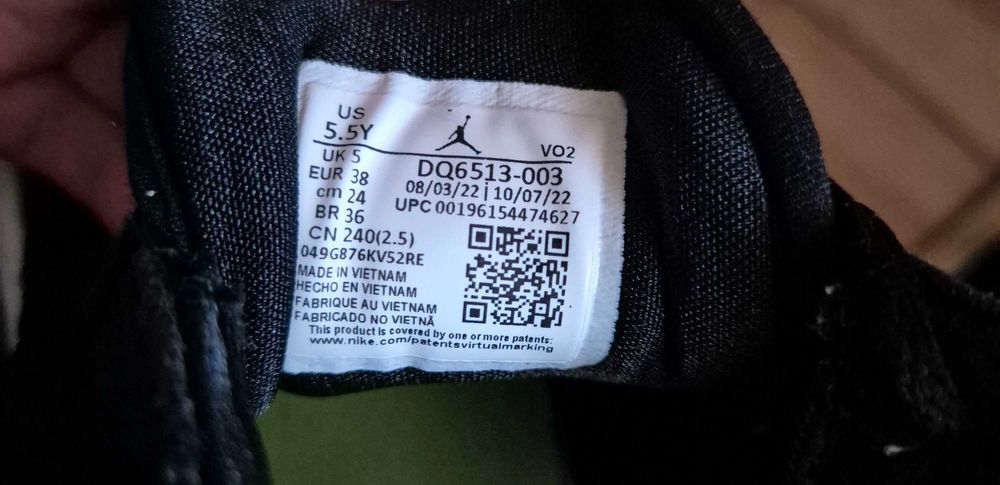 US
5.5Y
UK 5
EUR 38
cm 24
BR 36
CN 240(2.5)
049G876KV52RE
MADE IN VIETNAM
HECHO EN VIETNAM
FABRIQUE AU VIETNAM
FABRICADO NO VIETNÃ
VO2
DQ6513-003
08/03/22 | 10/07/22
UPC 00196154474627
This product is covered by one or more patents:
www.nike.com/patentsvirtualmarking